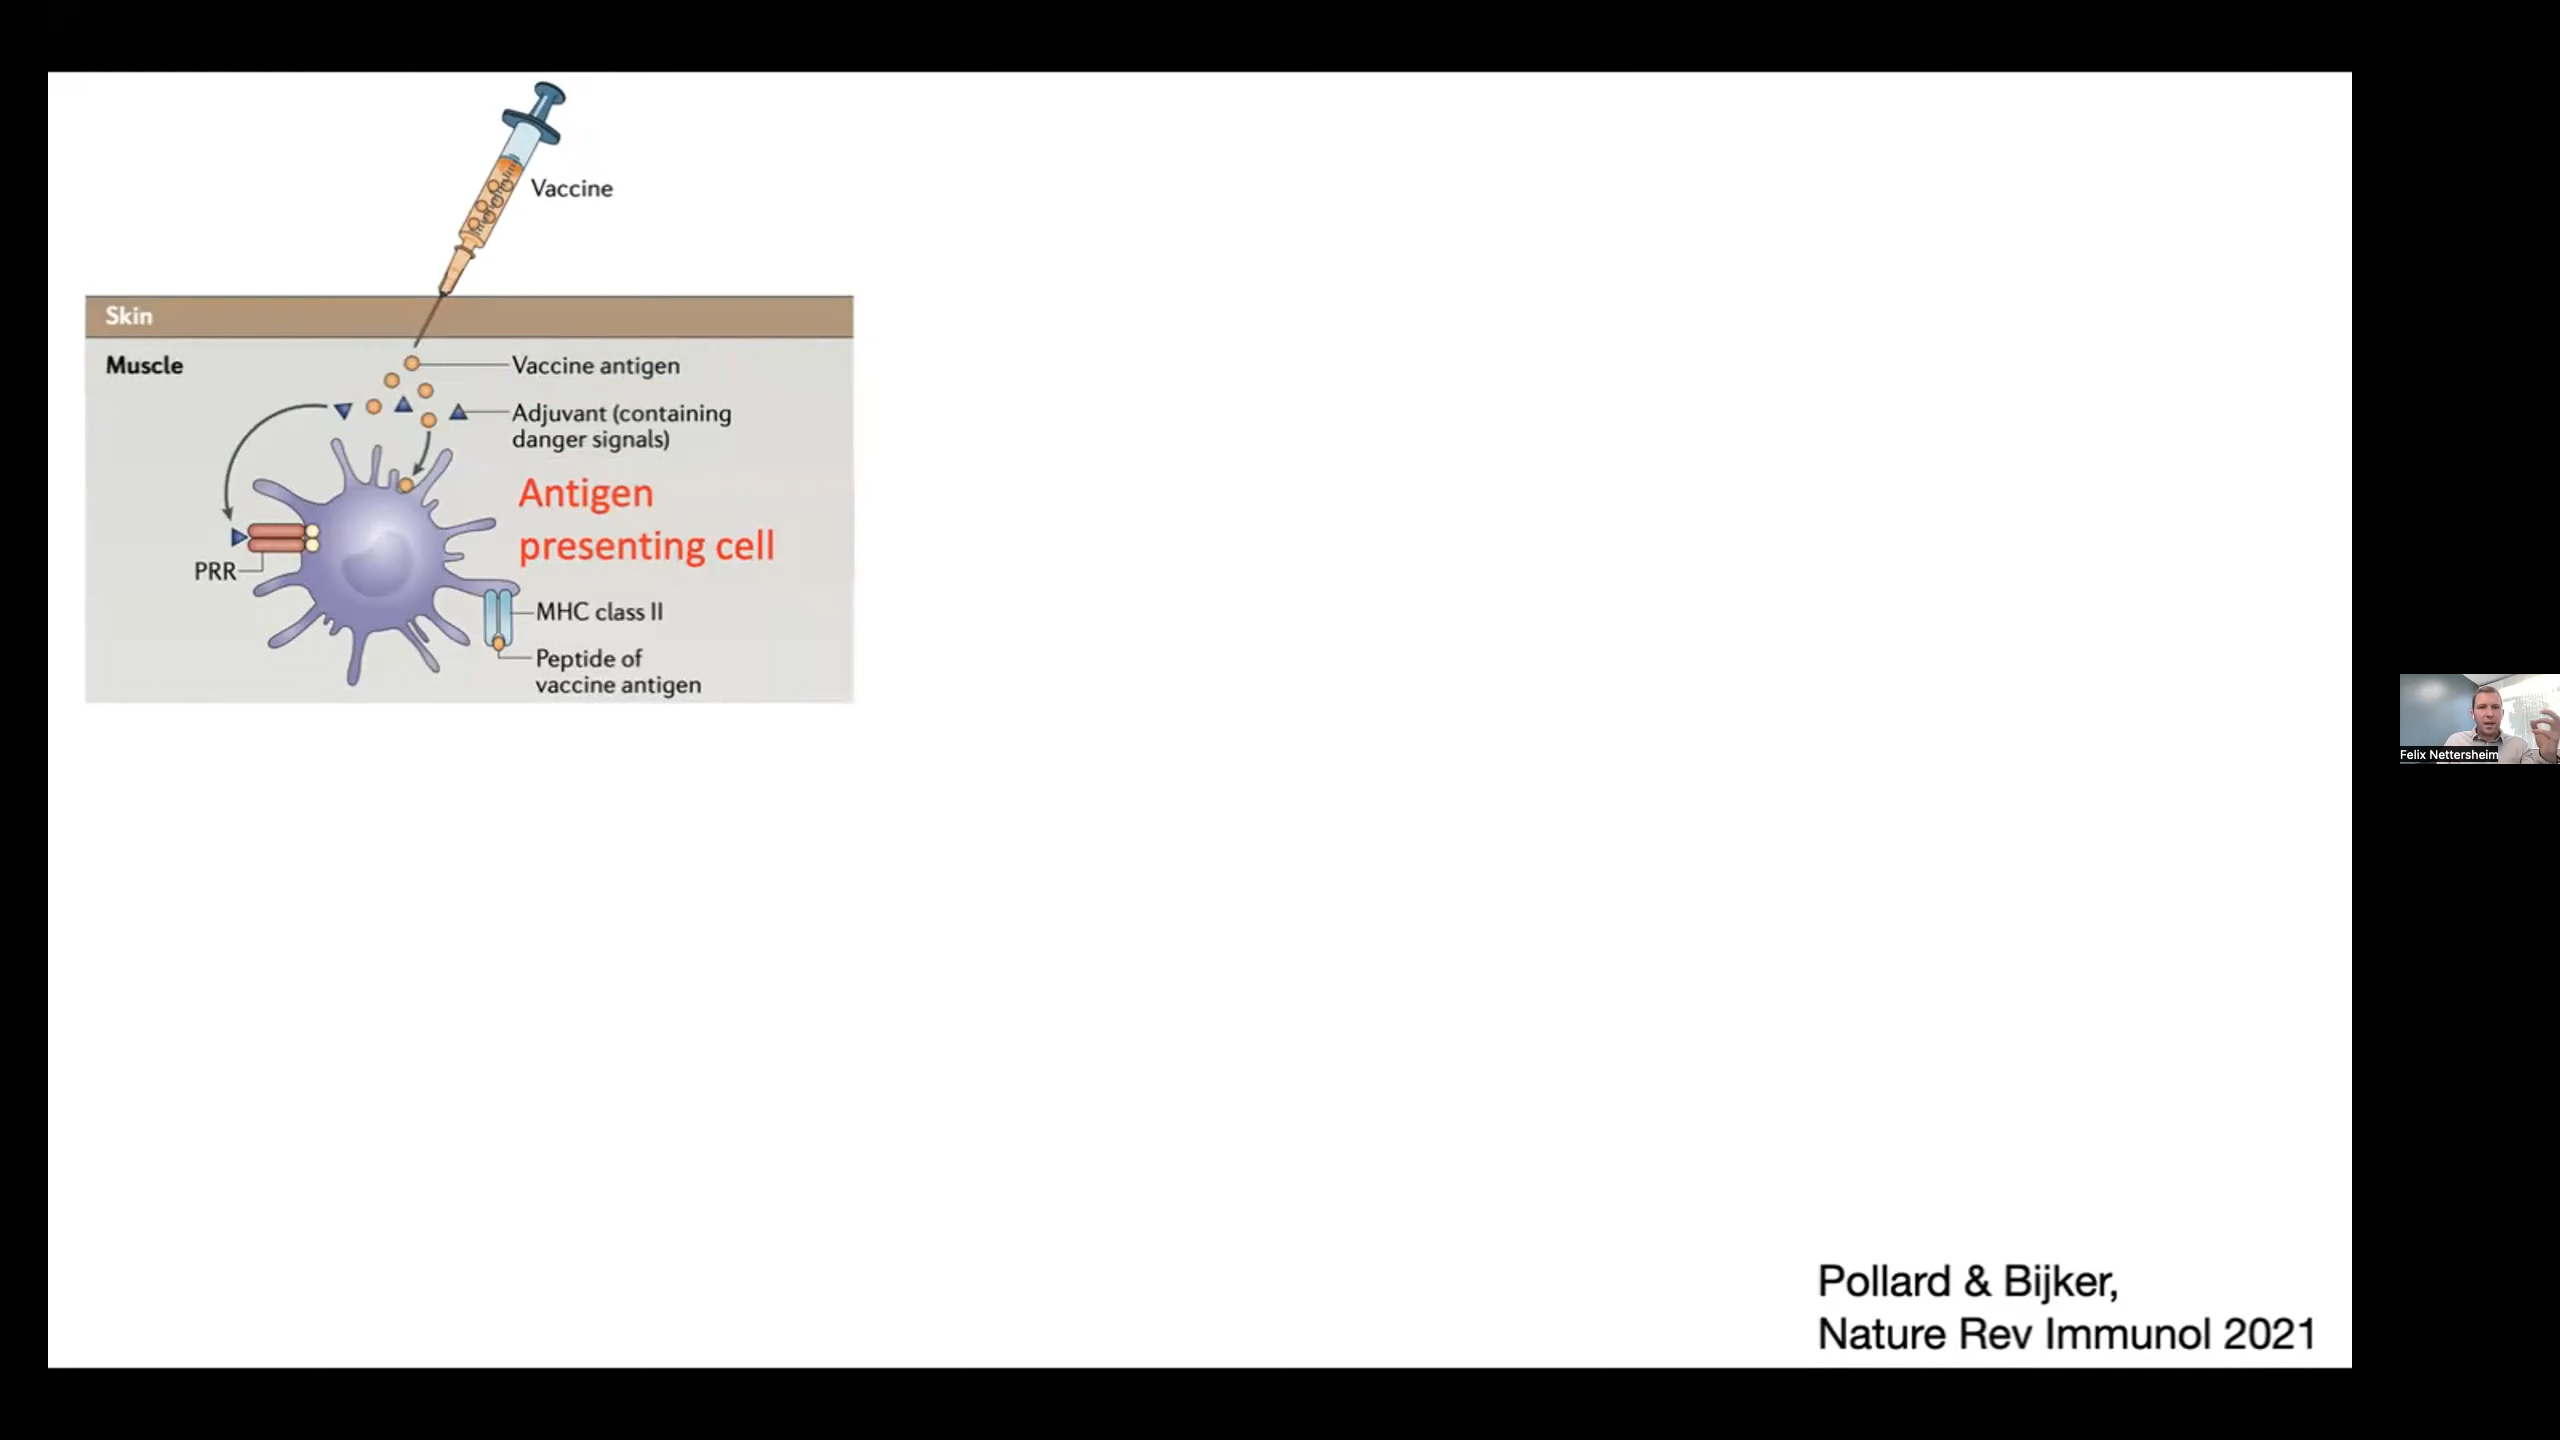 Vaccine
Skin
Muscle
Vaccine antigen
Adjuvant (containing
danger signals)
Antigen
presenting cell
PRR
MHC class II
Peptide of
vaccine antigen
Felix Nettersheim
Pollard & Bijker,
Nature Rev Immunol 2021